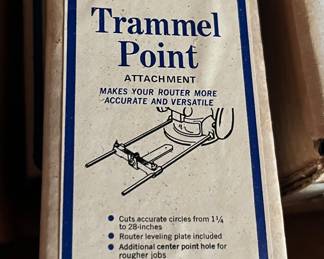 Trammel
Point
ATTACHMENT
MAKES YOUR ROUTER MORE
ACCURATE AND VERSATILE
• Cuts accurate circles from 1¼
to 28-inches
• Router leveling plate included
• Additional center point hole for
rougher jobs